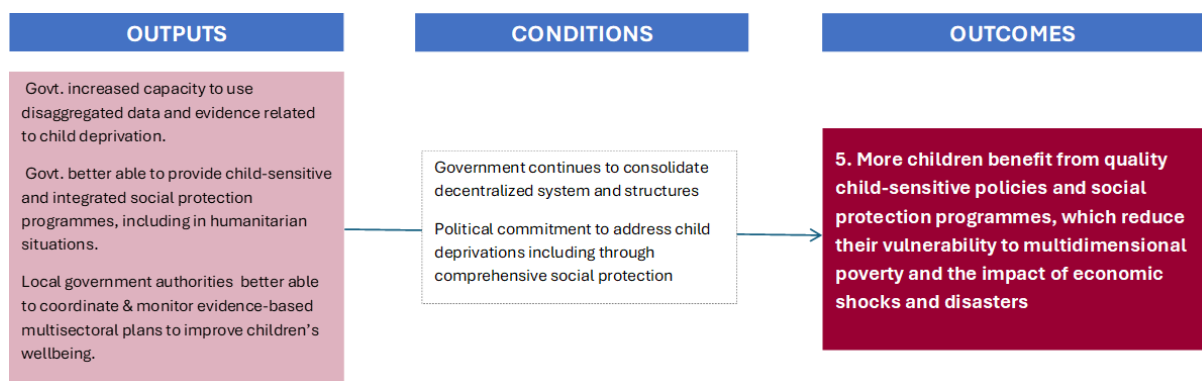 OUTPUTS
Govt. increased capacity to use
disaggregated data and evidence related
to child deprivation.
Govt. better able to provide child-sensitive
and integrated social protection
programmes, including in humanitarian
situations.
Local government authorities better able
to coordinate & monitor evidence-based
multisectoral plans to improve children’s
wellbeing.
CONDITIONS
Government continues to consolidate
decentralized system and structures
Political commitment to address child
deprivations including through
comprehensive social protection
OUTCOMES
5. More children benefit from quality
child-sensitive policies and social
protection programmes, which reduce
their vulnerability to multidimensional
poverty and the impact of economic
shocks and disasters